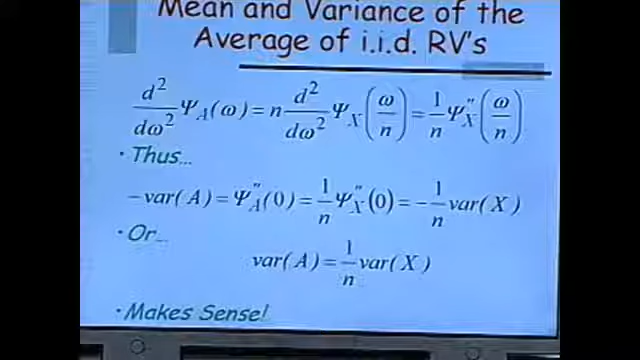 Mean and Variance of the
Average of i.i.d. RV's
d²/dω² Ψ_A(ω) = n d²/dω² Ψ_X(ω/n) = 1/n Ψ''_X(ω/n)
• Thus...
− var(A) = Ψ''_A(0) = 1/n Ψ''_X(0) = − 1/n var(X)
• Or...
var(A) = 1/n var(X)
• Makes Sense!